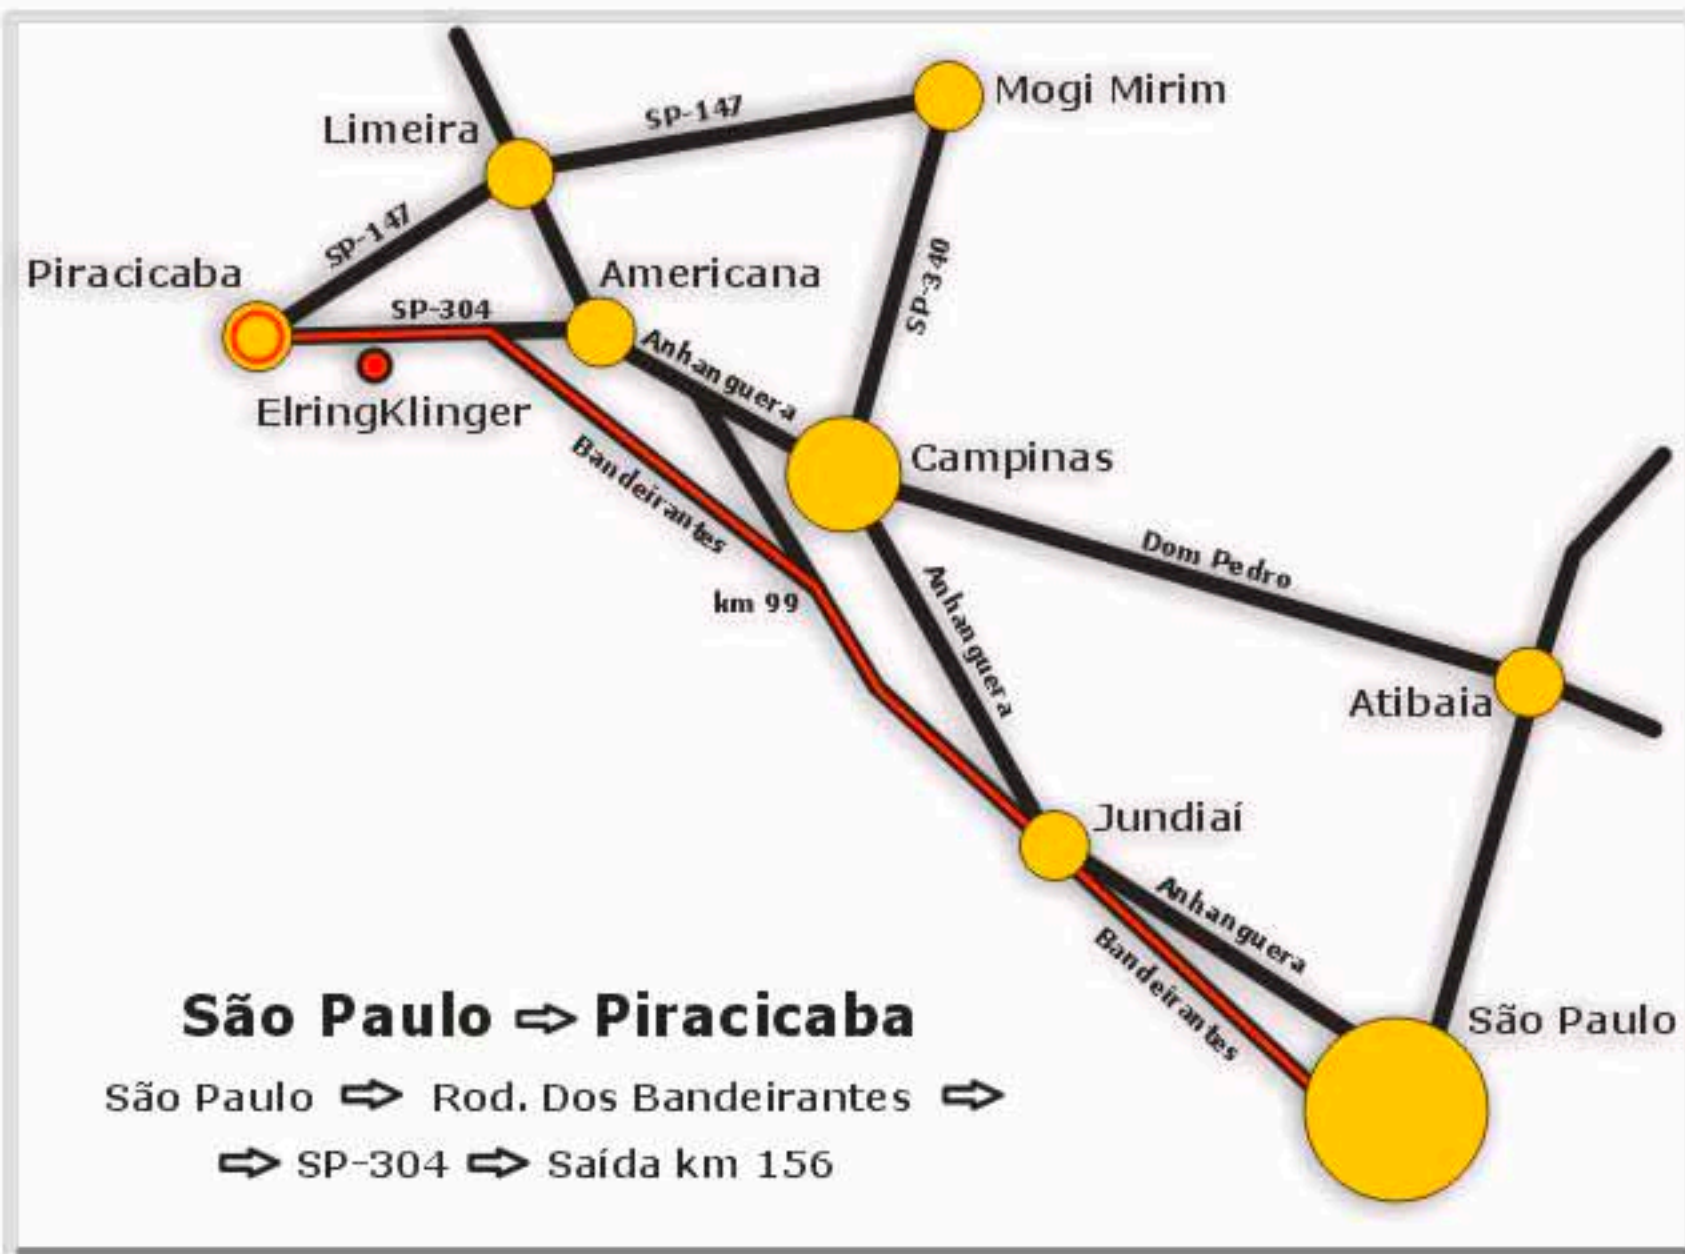 Mogi Mirim
SP-147
Limeira
SP-147
Piracicaba
Americana
SP-304
SP-340
Anhanguera
ElringKlinger
Campinas
Bandeirantes
Dom Pedro
km 99
Anhanguera
Atibaia
Jundiaí
Anhanguera
Bandeirantes
São Paulo
São Paulo ⇨ Piracicaba
São Paulo ⇨ Rod. Dos Bandeirantes ⇨
⇨ SP-304 ⇨ Saída km 156